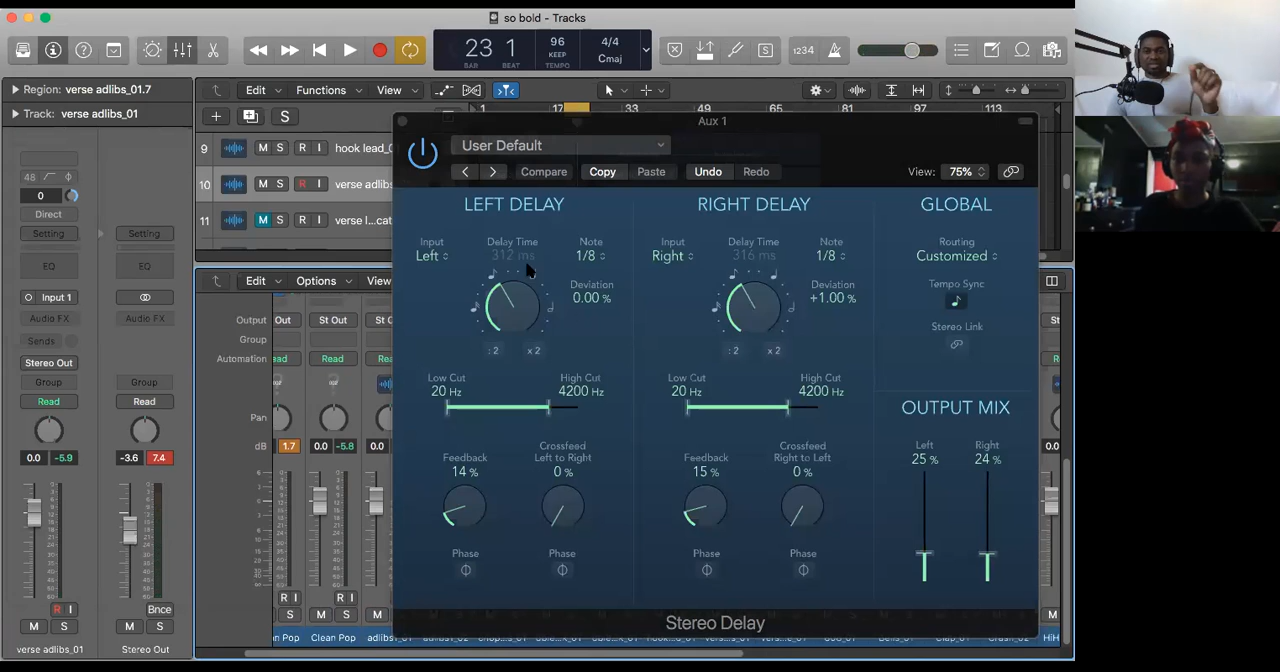 so bold - Tracks
23 1
BAR BEAT
96
KEEP
TEMPO
4/4
Cmaj
1234
Region: verse adlibs_01.7
Track: verse adlibs_01
Edit Functions View
1 17 33 49 65 81 97 113
9 M S R I hook lead_
10 M S R I verse adlibs
11 M S R I verse l...cat
48
0
Direct
Setting Setting
EQ EQ
Input 1
Audio FX Audio FX
Sends
Stereo Out
Group Group
Read Read
0.0 -5.9 -3.6 7.4
R I Bnce
M S M S
verse adlibs_01 Stereo Out
Edit Options View
Output Out St Out St
Group
Automation Read
Pan
dB 1.7 0.0 -5.8 0.0
R I R I
S M S M
Clean Pop
Aux 1
User Default
Compare Copy Paste Undo Redo View: 75%
LEFT DELAY RIGHT DELAY GLOBAL
Input Delay Time Note Input Delay Time Note Routing
Left 312 ms 1/8 Right 316 ms 1/8 Customized
Deviation Deviation Tempo Sync
0.00 % +1.00 %
Stereo Link
: 2 x 2 : 2 x 2
Low Cut High Cut Low Cut High Cut
20 Hz 4200 Hz 20 Hz 4200 Hz
OUTPUT MIX
Feedback Crossfeed Left to Right Feedback Crossfeed Right to Left Left Right
14 % 0 % 15 % 0 % 25 % 24 %
Phase Phase Phase Phase
Stereo Delay